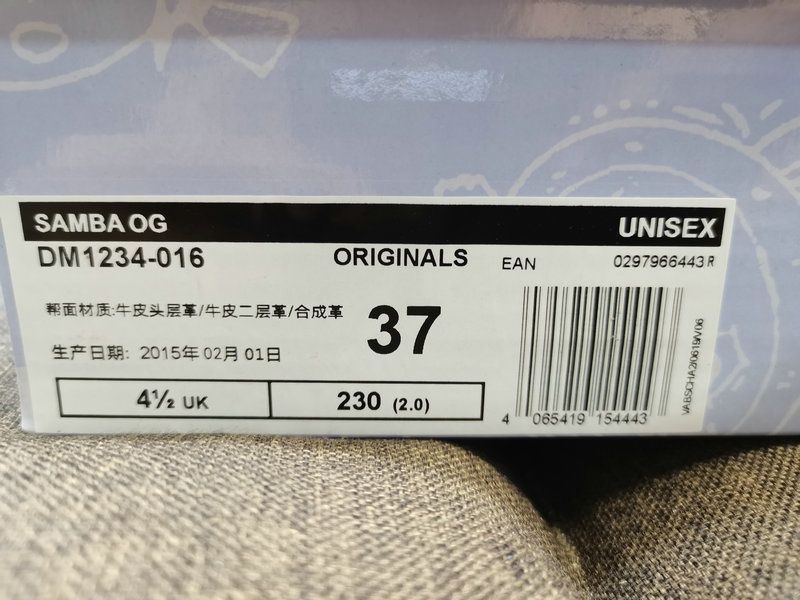 SAMBA OG UNISEX
DM1234-016 ORIGINALS EAN 0297966443 R
帮面材质:牛皮头层革/牛皮二层革/合成革
37
生产日期: 2015年 02月 01日
4½ UK 230 (2.0)
4 065419 154443